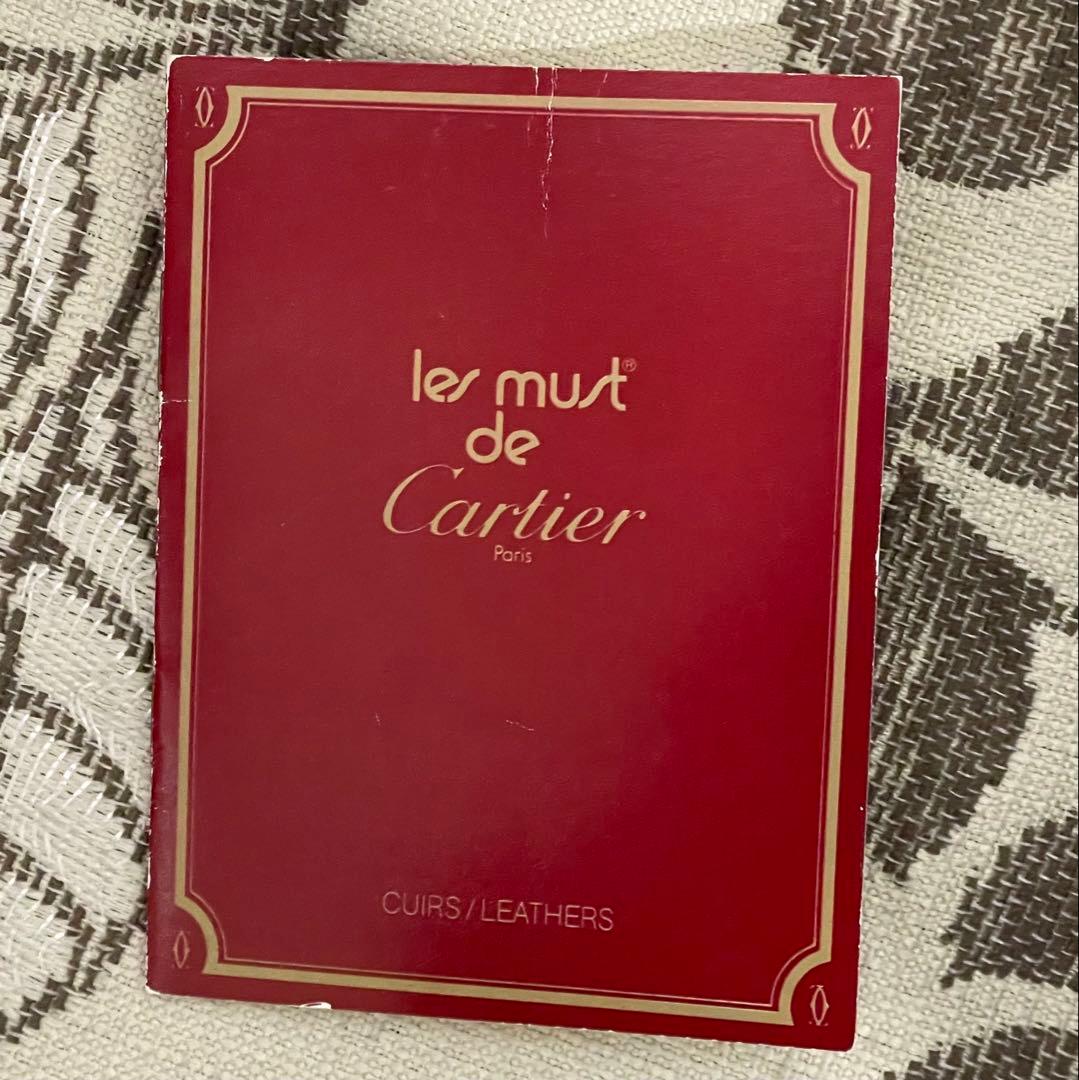 les must®
de
Cartier
Paris
CUIRS/LEATHERS